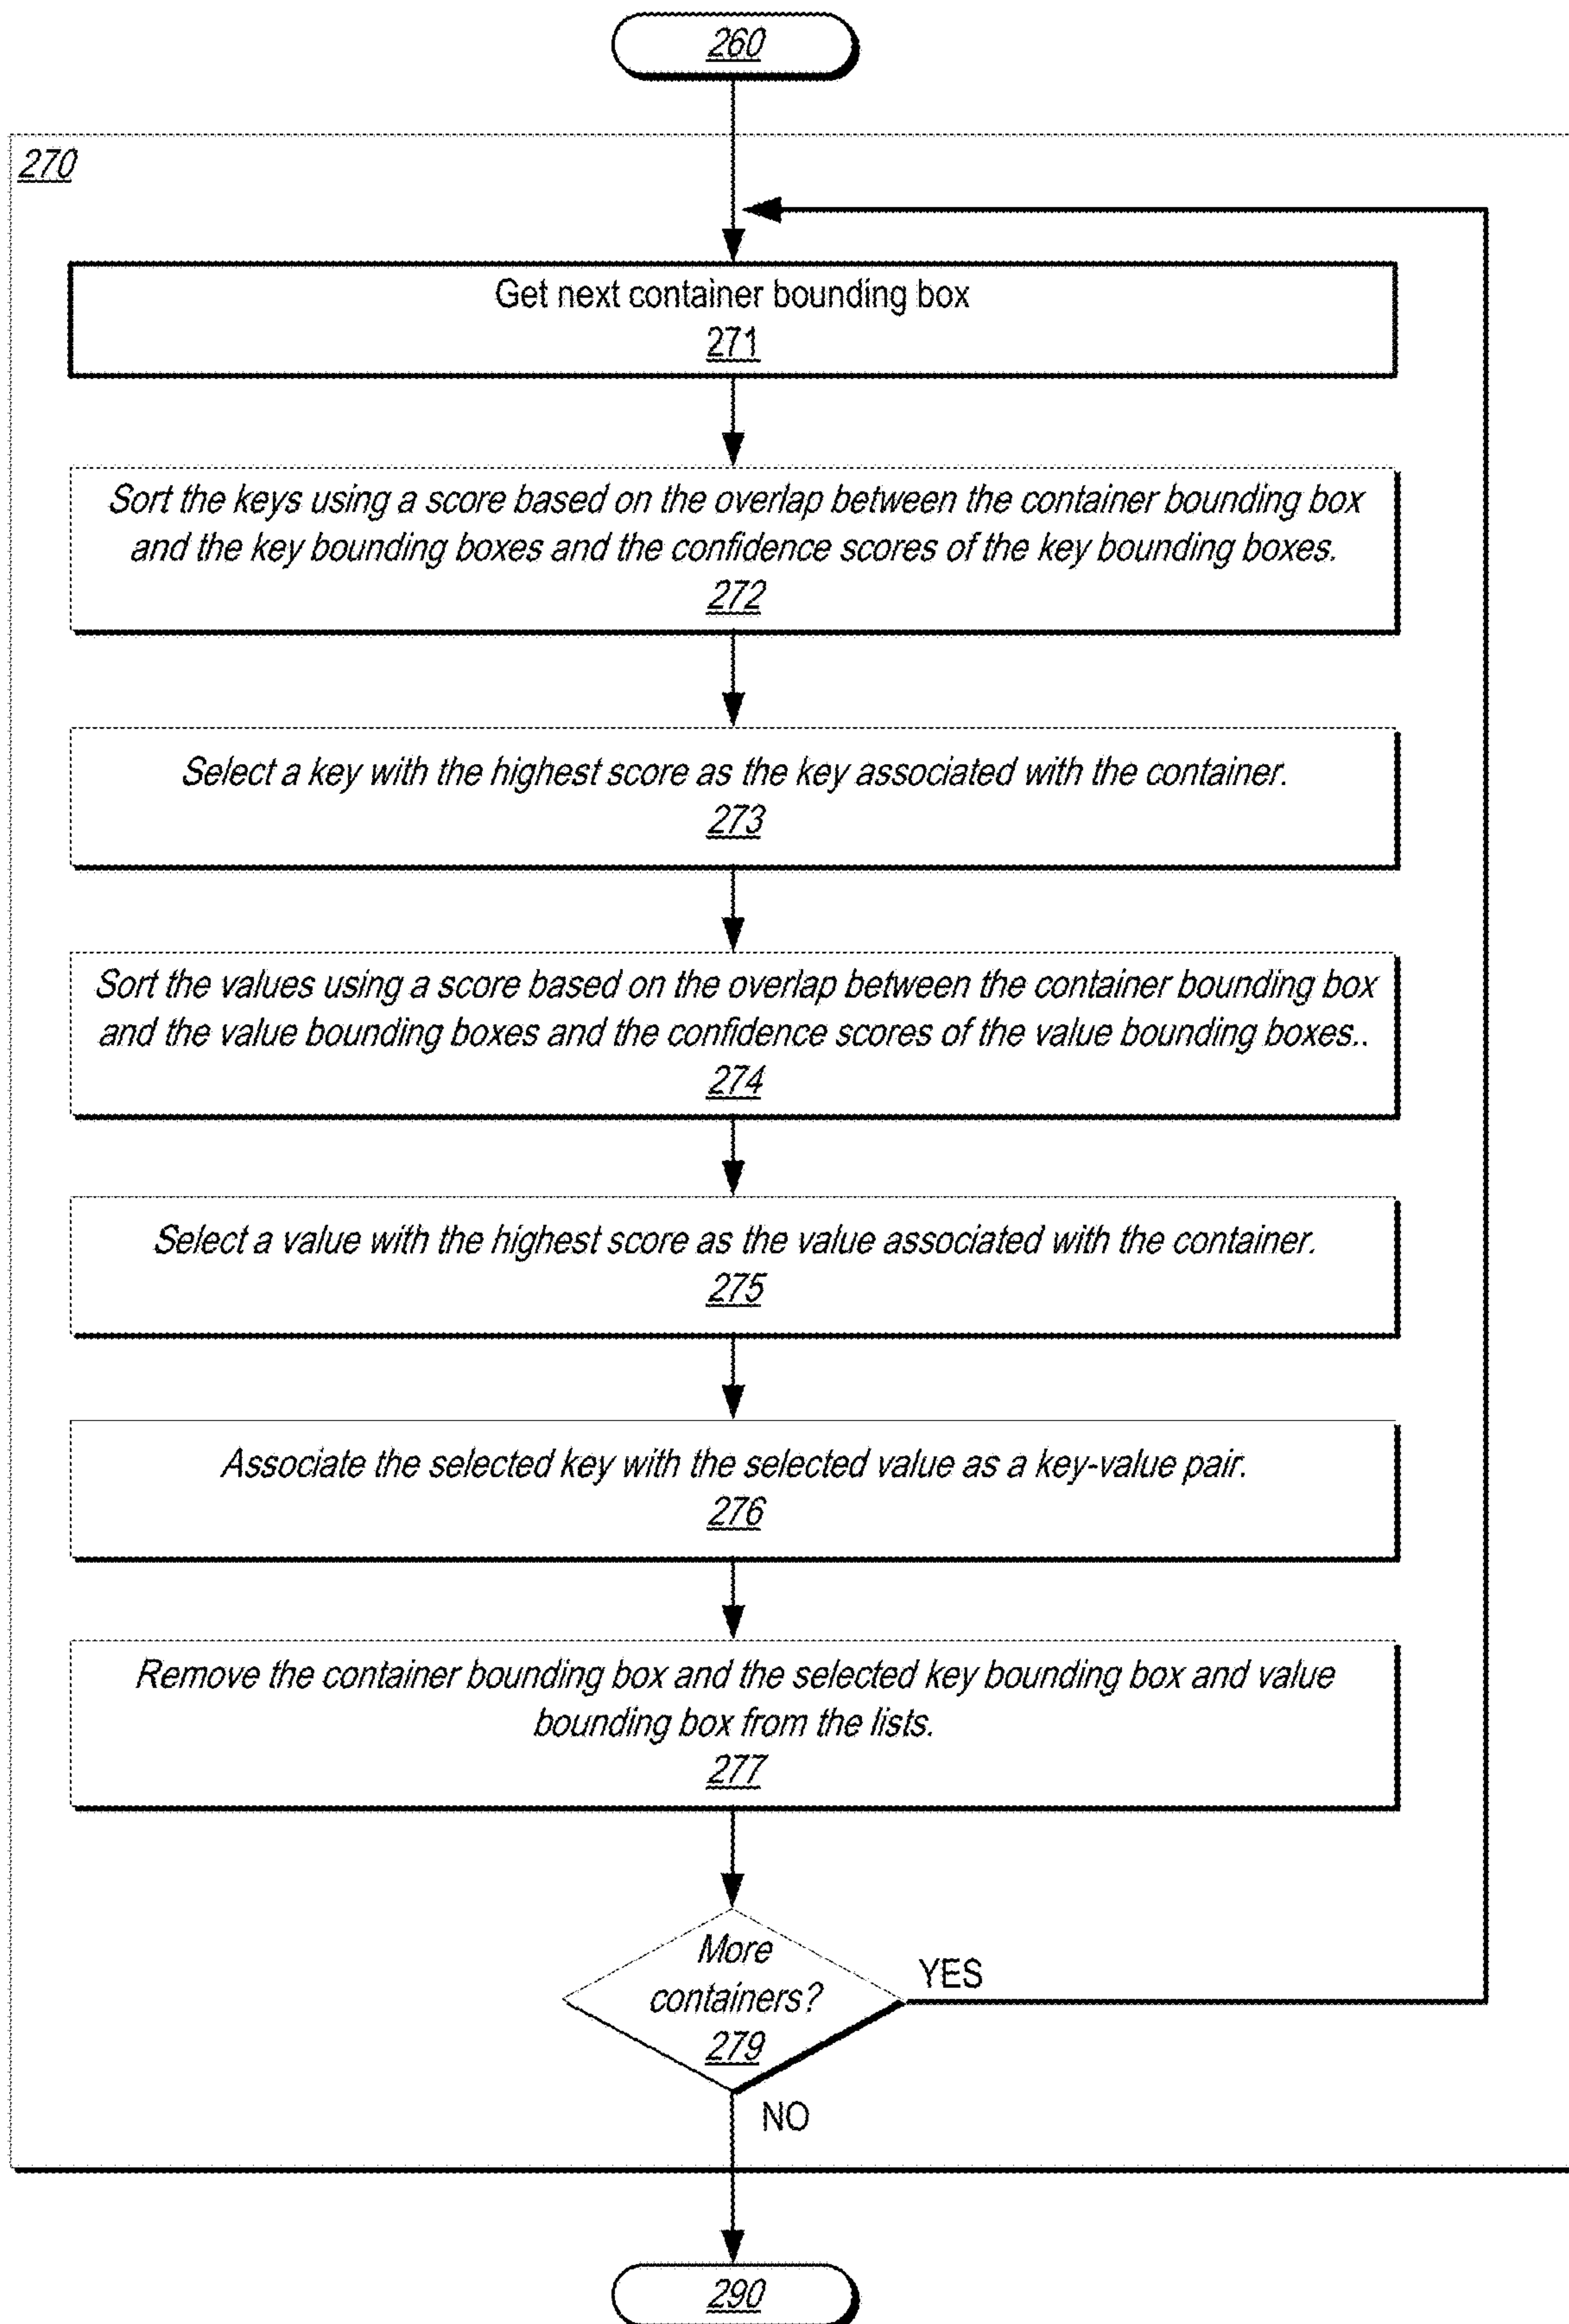 260
270
Get next container bounding box
271
Sort the keys using a score based on the overlap between the container bounding box
and the key bounding boxes and the confidence scores of the key bounding boxes.
272
Select a key with the highest score as the key associated with the container.
273
Sort the values using a score based on the overlap between the container bounding box
and the value bounding boxes and the confidence scores of the value bounding boxes..
274
Select a value with the highest score as the value associated with the container.
275
Associate the selected key with the selected value as a key-value pair.
276
Remove the container bounding box and the selected key bounding box and value
bounding box from the lists.
277
More
containers?
279
YES
NO
290